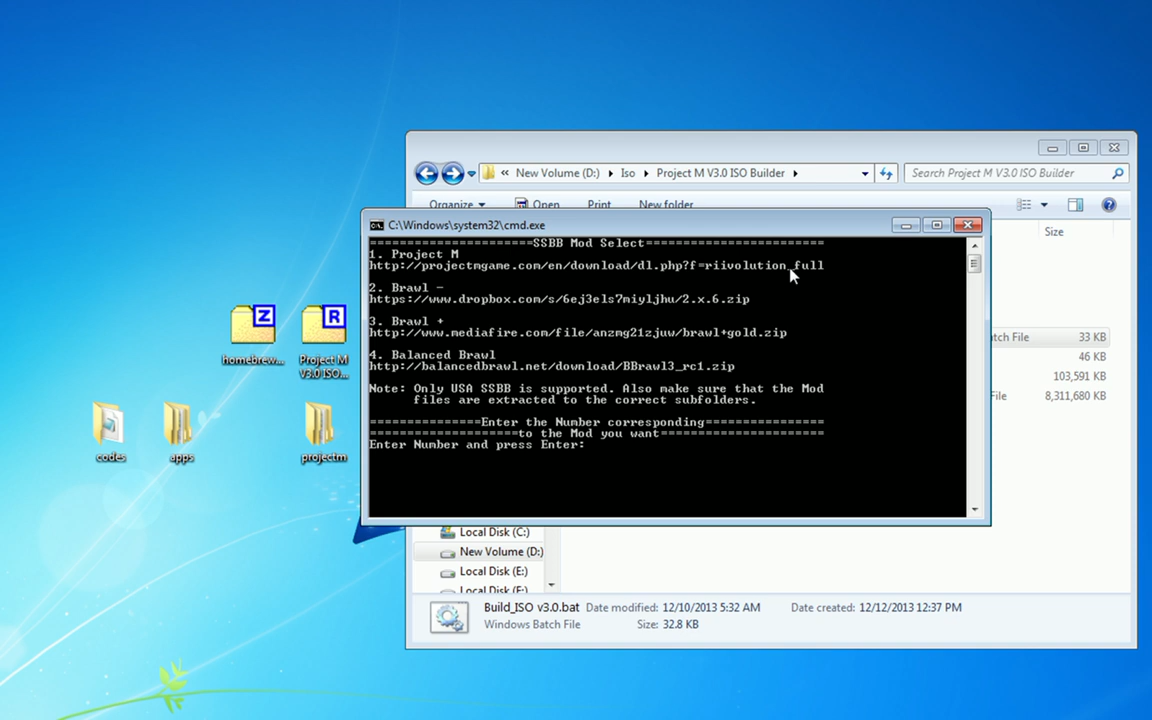 New Volume (D:)
Iso
Project M V3.0 ISO Builder
Search Project M V3.0 ISO Builder
Organize
Open
Print
New folder
C:\Windows\system32\cmd.exe
=====================SSBB Mod Select=======================
1. Project M
http://projectmgame.com/en/download/dl.php?f=riivolution_full
2. Brawl -
https://www.dropbox.com/s/6ej3els7miyljhu/2.x.6.zip
3. Brawl +
http://www.mediafire.com/file/anzmg21zjuw/brawl+gold.zip
4. Balanced Brawl
http://balancedbrawl.net/download/BBrawl3_rc1.zip
Note: Only USA SSBB is supported. Also make sure that the Mod
files are extracted to the correct subfolders.
===============Enter the Number corresponding================
====================to the Mod you want======================
Enter Number and press Enter:
Size
tch File
33 KB
46 KB
103,591 KB
File
8,311,680 KB
homebrew...
Project M
V3.0 ISO...
codes
apps
projectm
Local Disk (C:)
New Volume (D:)
Local Disk (E:)
Build_ISO v3.0.bat
Date modified: 12/10/2013 5:32 AM
Date created: 12/12/2013 12:37 PM
Windows Batch File
Size: 32.8 KB